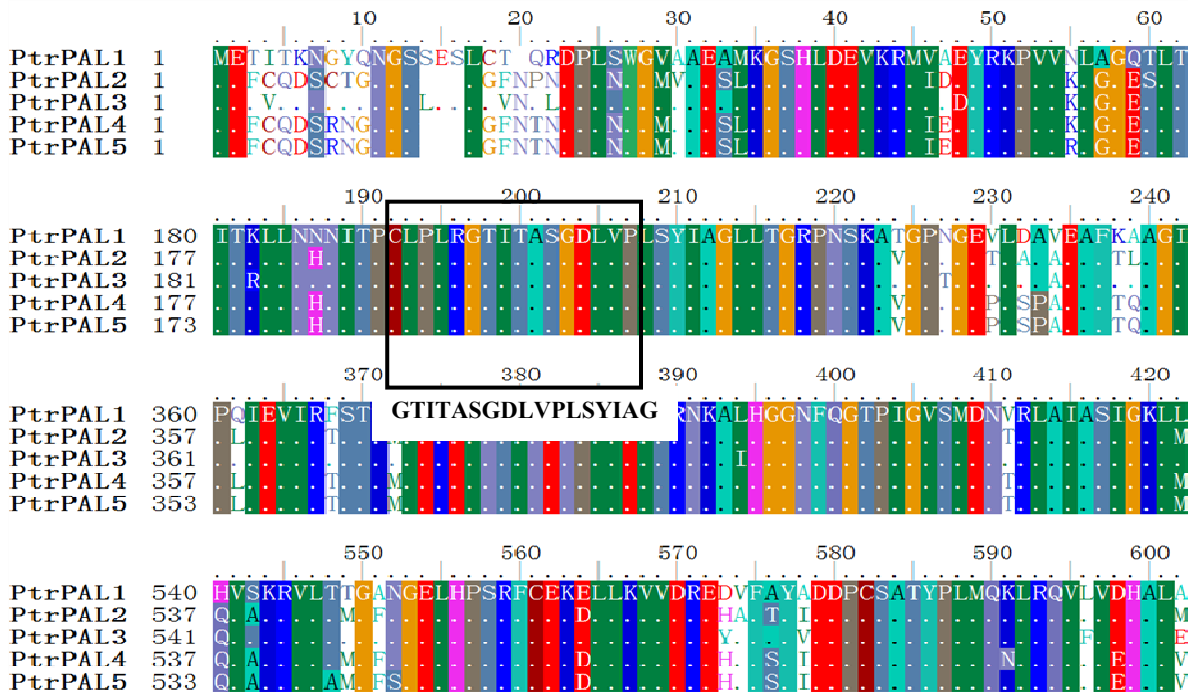 10 20 30 40 50 60
PtrPAL1 1 METITKNGYQNGSSESLCT QRDPLSWGVAAEAMKGSHLDEVKRMVAEYRKPVVNLAGQTLT
PtrPAL2 1 ..FCQDSCTG...   .GFNPN...N..MV..SL...........ID.......K.G.ES..
PtrPAL3 1 ...V.........L....VN.L.........................D......K.G.E...
PtrPAL4 1 ..FCQDSRNG...   .GFNTN...N..M...SL...........IE.......K.G.E...
PtrPAL5 1 ..FCQDSRNG...   .GFNTN...N..M...SL...........IE.......R.G.E...
190 200 210 220 230 240
PtrPAL1 180 ITKLLNNNITPCLPLRGTITASGDLVPLSYIAGLLTGRPNSKATGPNGEVLDAVEAFKAAGI
PtrPAL2 177 ......H....................................V.....T.A.A...TL...
PtrPAL3 181 ..R...........................................T......A........
PtrPAL4 177 ......H....................................V.....P.SPA...TQ...
PtrPAL5 173 ......H....................................V.....P.SPA...TQ...
370 380 390 400 410 420
GTITASGDLVPLSYIAG
PtrPAL1 360 PQIEVIRFST RNKALHGGNFQGTPIGVSMDNVRLAIASIGKLL
PtrPAL2 357 .L.....T...M......................................T..........M
PtrPAL3 361 .................................I............................
PtrPAL4 357 .L.....T...M......................................T..........M
PtrPAL5 353 .L.....T...M......................................T..........M
550 560 570 580 590 600
PtrPAL1 540 HVSKRVLTTGANGELHPSRFCEKELLKVVDREDVFAYADDPCSATYPLMQKLRQVLVDHALA
PtrPAL2 537 Q.A.....M.F............D........HA.T.I.......................M
PtrPAL3 541 Q...............................Y....V.................F.....E
PtrPAL4 537 Q.A.....M.F............D........H..S.I............N......E...V
PtrPAL5 533 Q.A....AM.FS...........D........H..S.I...................E...V